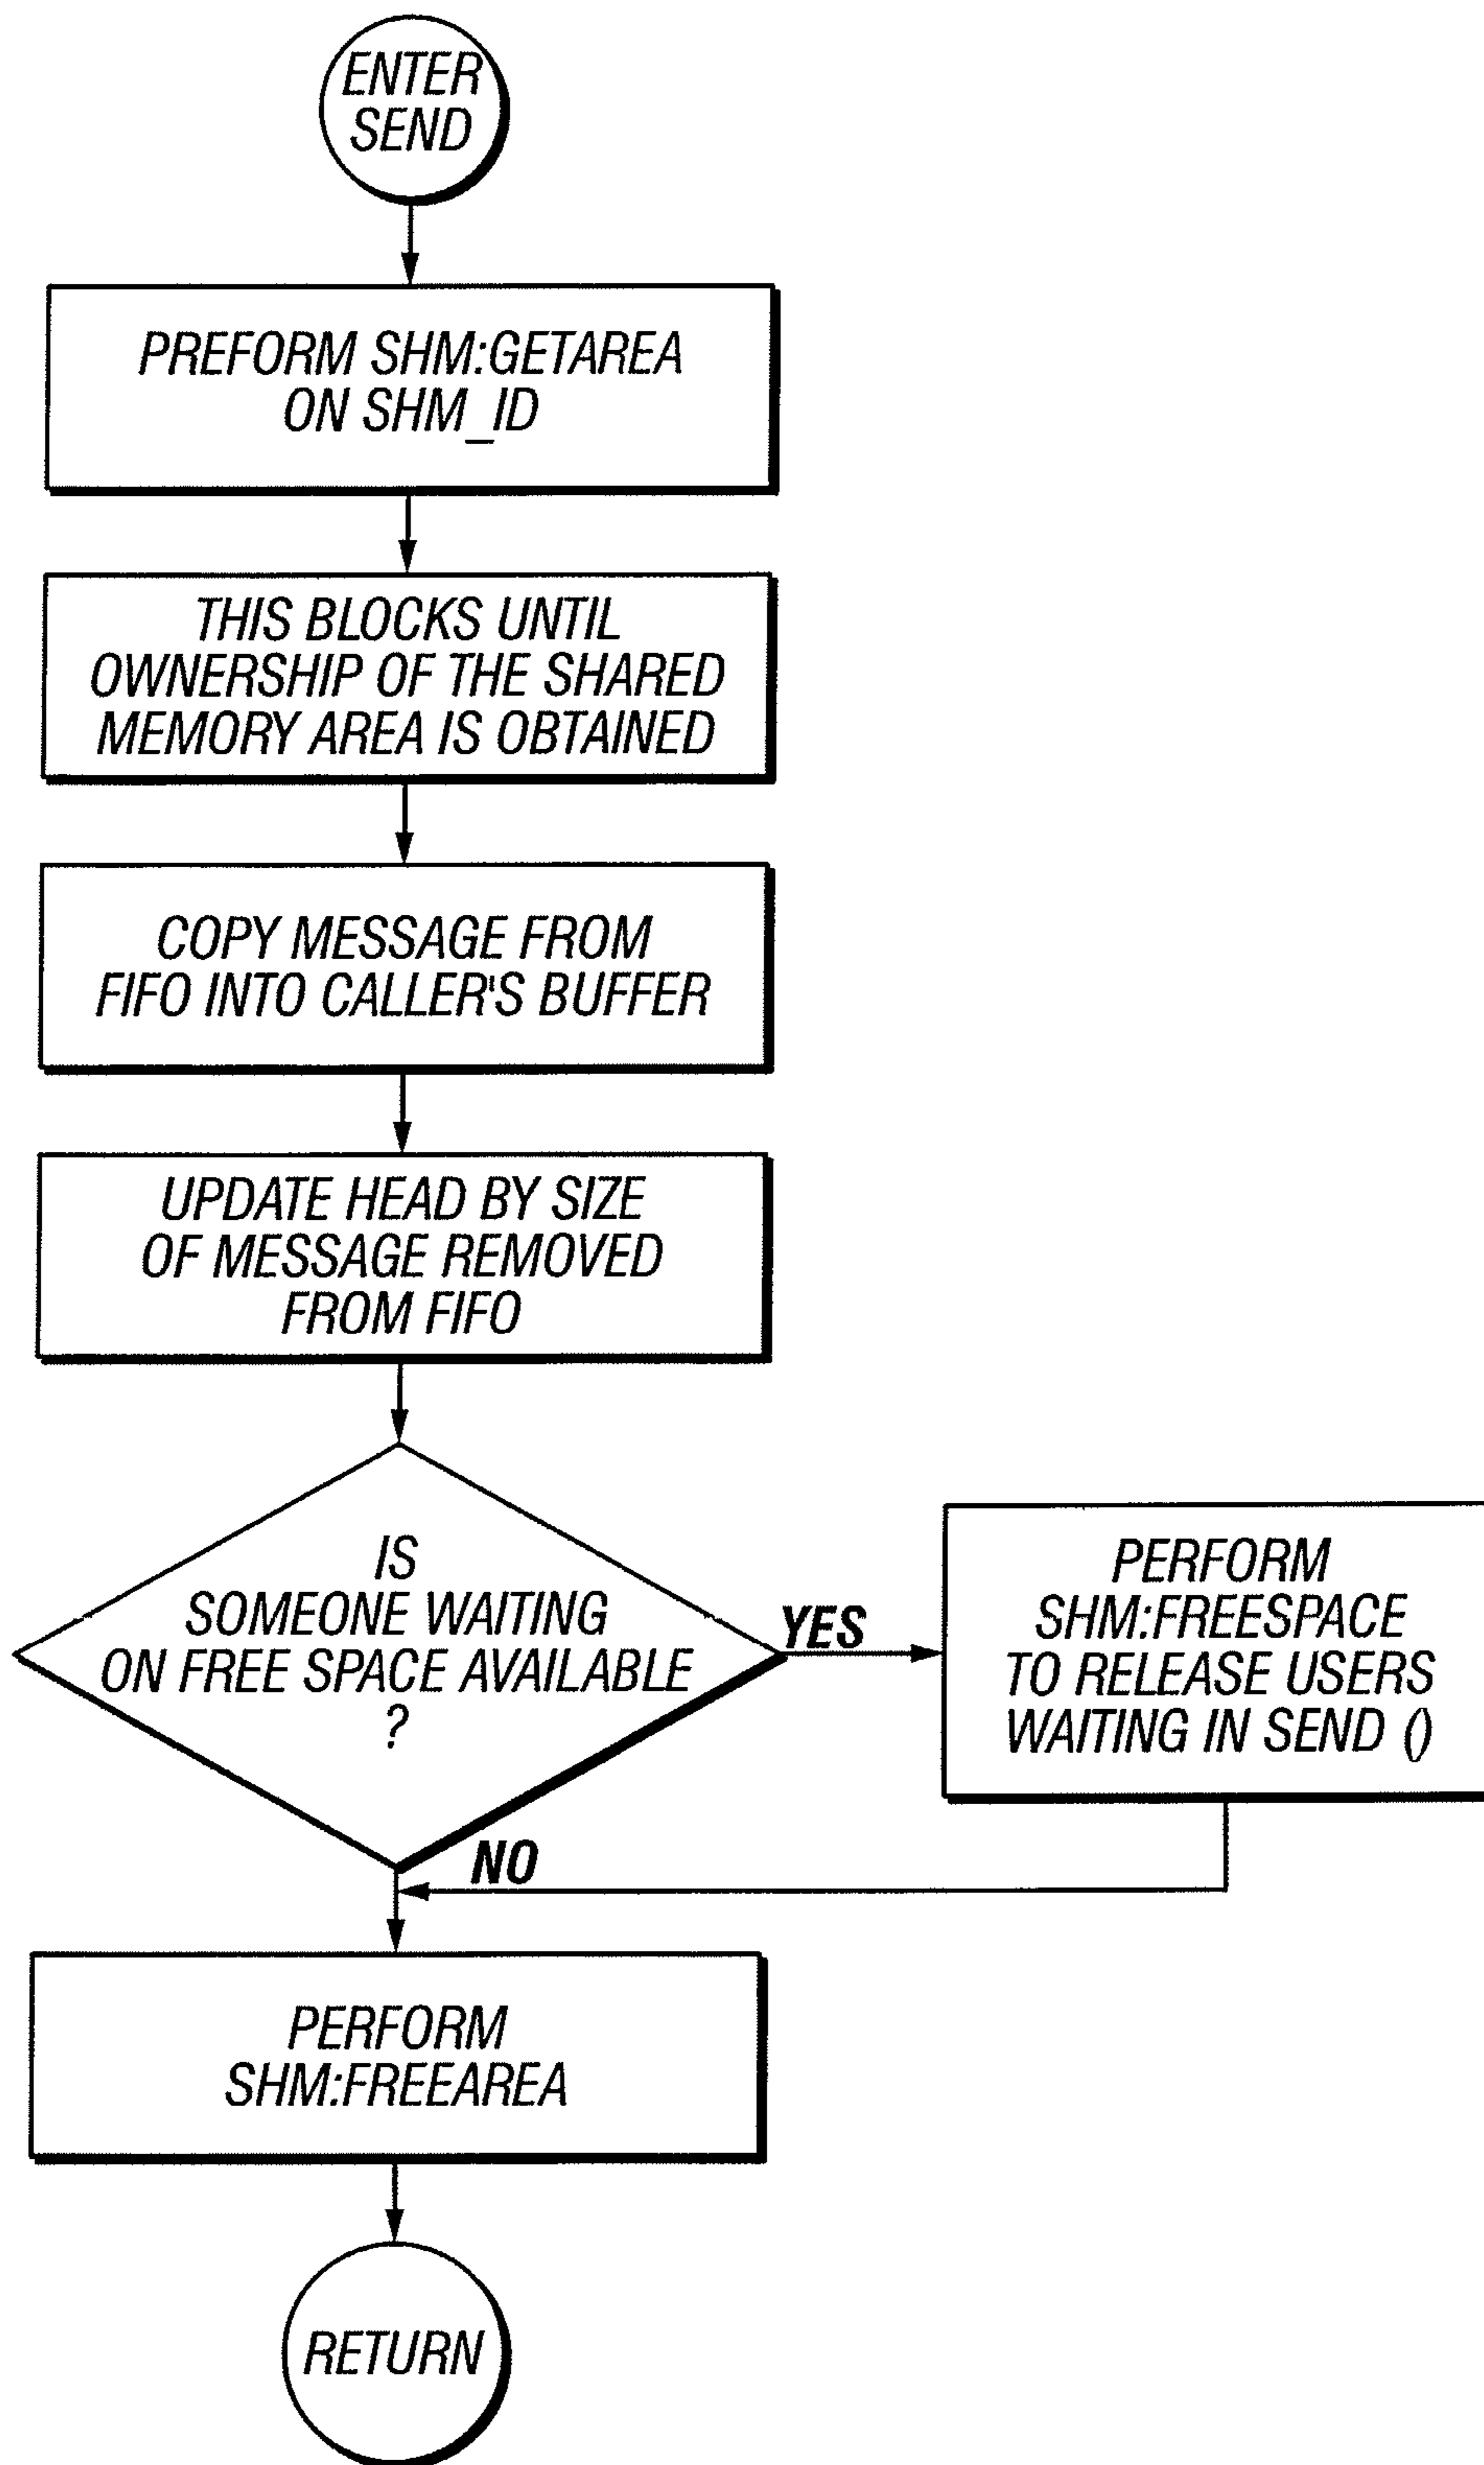 ENTER
SEND
PREFORM SHM:GETAREA
ON SHM_ID
THIS BLOCKS UNTIL
OWNERSHIP OF THE SHARED
MEMORY AREA IS OBTAINED
COPY MESSAGE FROM
FIFO INTO CALLER'S BUFFER
UPDATE HEAD BY SIZE
OF MESSAGE REMOVED
FROM FIFO
IS
SOMEONE WAITING
ON FREE SPACE AVAILABLE
?
YES
PERFORM
SHM:FREESPACE
TO RELEASE USERS
WAITING IN SEND ()
NO
PERFORM
SHM:FREEAREA
RETURN